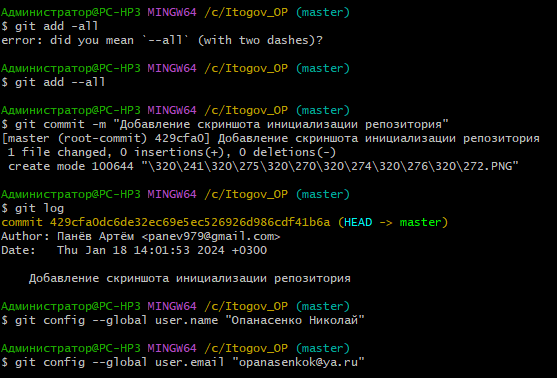 Администратор@PC-HP3 MINGW64 /c/Itogov_OP (master)
$ git add -all
error: did you mean `--all` (with two dashes)?
Администратор@PC-HP3 MINGW64 /c/Itogov_OP (master)
$ git add --all
Администратор@PC-HP3 MINGW64 /c/Itogov_OP (master)
$ git commit -m "Добавление скриншота инициализации репозитория"
[master (root-commit) 429cfa0] Добавление скриншота инициализации репозитория
1 file changed, 0 insertions(+), 0 deletions(-)
create mode 100644 "\320\241\320\275\320\270\320\274\320\276\320\272.PNG"
Администратор@PC-HP3 MINGW64 /c/Itogov_OP (master)
$ git log
commit 429cfa0dc6de32ec69e5ec526926d986cdf41b6a (HEAD -> master)
Author: Панёв Артём <panev979@gmail.com>
Date:   Thu Jan 18 14:01:53 2024 +0300
Добавление скриншота инициализации репозитория
Администратор@PC-HP3 MINGW64 /c/Itogov_OP (master)
$ git config --global user.name "Опанасенко Николай"
Администратор@PC-HP3 MINGW64 /c/Itogov_OP (master)
$ git config --global user.email "opanasenkok@ya.ru"